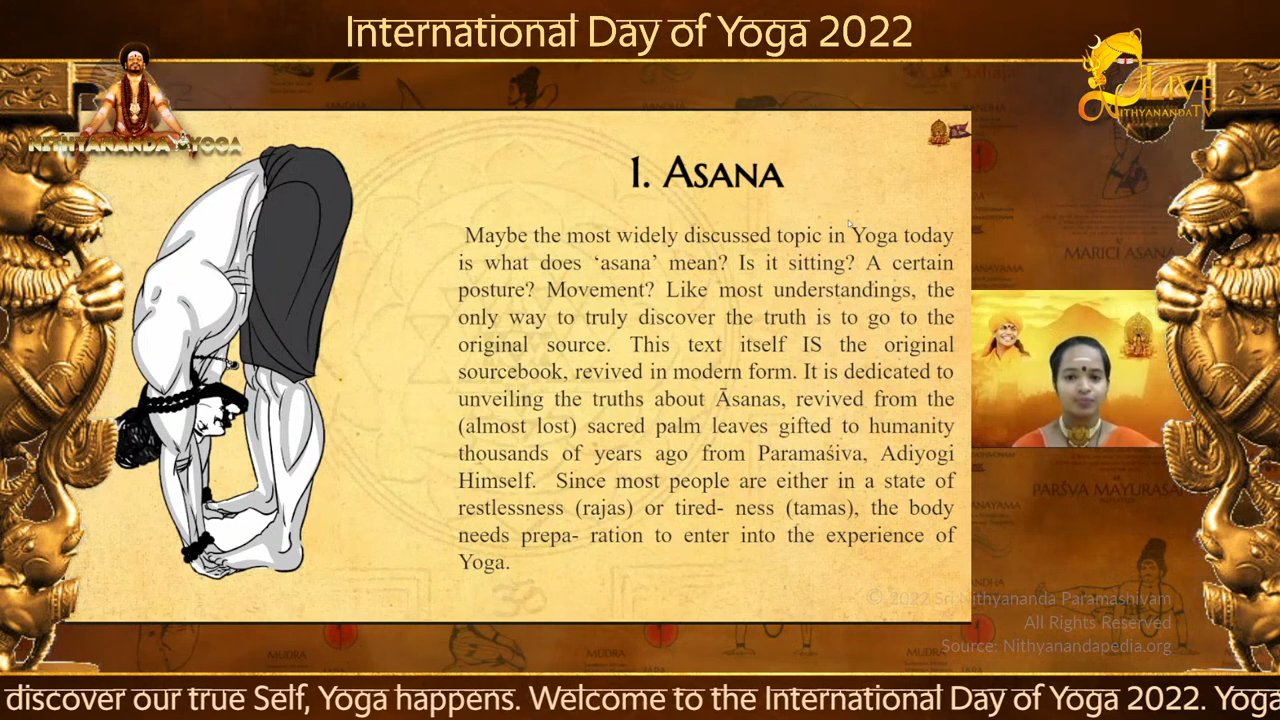 International Day of Yoga 2022
NITHYANANDA YOGA
LIVE
NITHYANANDATV
1. ASANA
Maybe the most widely discussed topic in Yoga today
is what does ‘asana’ mean? Is it sitting? A certain
posture? Movement? Like most understandings, the
only way to truly discover the truth is to go to the
original source. This text itself IS the original
sourcebook, revived in modern form. It is dedicated to
unveiling the truths about Āsanas, revived from the
(almost lost) sacred palm leaves gifted to humanity
thousands of years ago from Paramaśiva, Adiyogi
Himself. Since most people are either in a state of
restlessness (rajas) or tired- ness (tamas), the body
needs prepa- ration to enter into the experience of
Yoga.
MARICI ASANA
PARŚVA MAYURASA
© 2022 Sri Nithyananda Paramashivam
All Rights Reserved
Source: Nithyanandapedia.org
MUDRA
MUDRA
discover our true Self, Yoga happens. Welcome to the International Day of Yoga 2022. Yoga